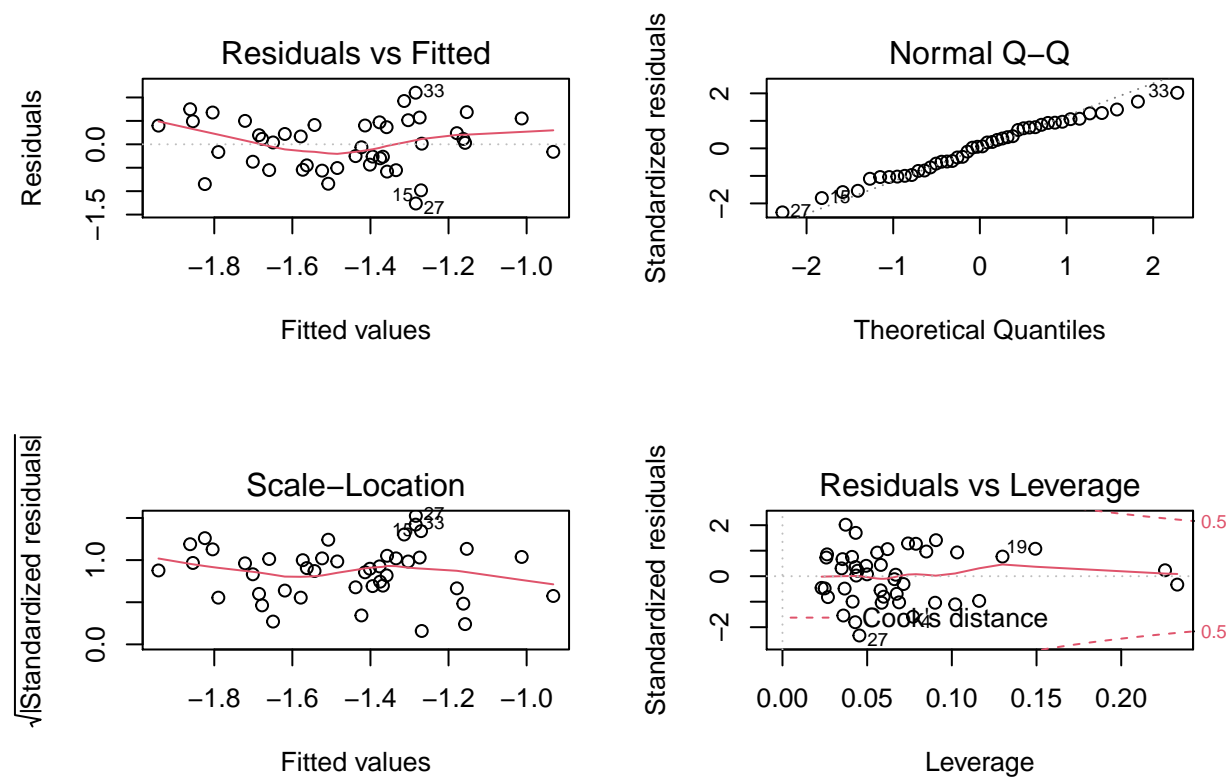 Residuals vs Fitted
Residuals
0.0
−1.5
33
15
27
−1.8 −1.6 −1.4 −1.2 −1.0
Fitted values
Normal Q−Q
Standardized residuals
2
0
−2
33
15
27
−2 −1 0 1 2
Theoretical Quantiles
Scale−Location
√|Standardized residuals|
1.0
0.0
27
33
15
−1.8 −1.6 −1.4 −1.2 −1.0
Fitted values
Residuals vs Leverage
Standardized residuals
2
0
−2
0.5
0.5
19
4
27
Cook's distance
0.00 0.05 0.10 0.15 0.20
Leverage